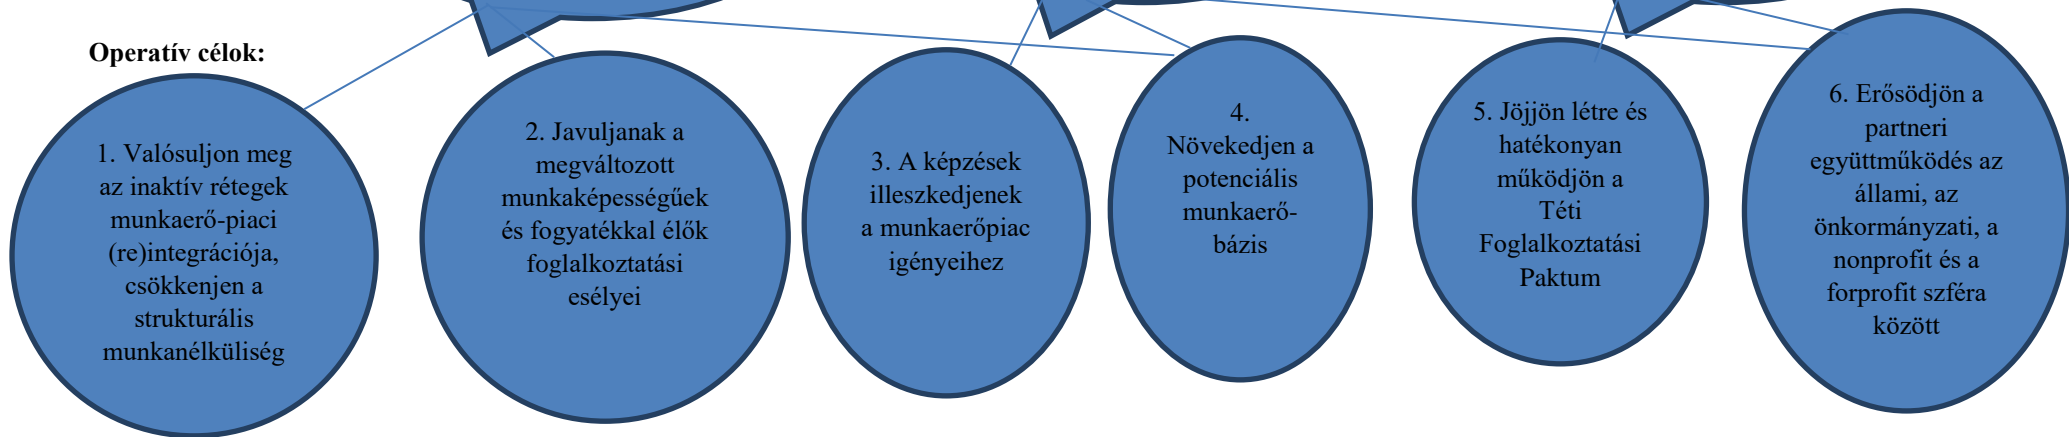 Operatív célok:
1. Valósuljon meg
az inaktív rétegek
munkaerő-piaci
(re)integrációja,
csökkenjen a
strukturális
munkanélküliség
2. Javuljanak a
megváltozott
munkaképességűek
és fogyatékkal élők
foglalkoztatási
esélyei
3. A képzések
illeszkedjenek
a munkaerőpiac
igényeihez
4.
Növekedjen a
potenciális
munkaerő-
bázis
5. Jöjjön létre és
hatékonyan
működjön a
Téti
Foglalkoztatási
Paktum
6. Erősödjön a
partneri
együttműködés az
állami, az
önkormányzati, a
nonprofit és a
forprofit szféra
között